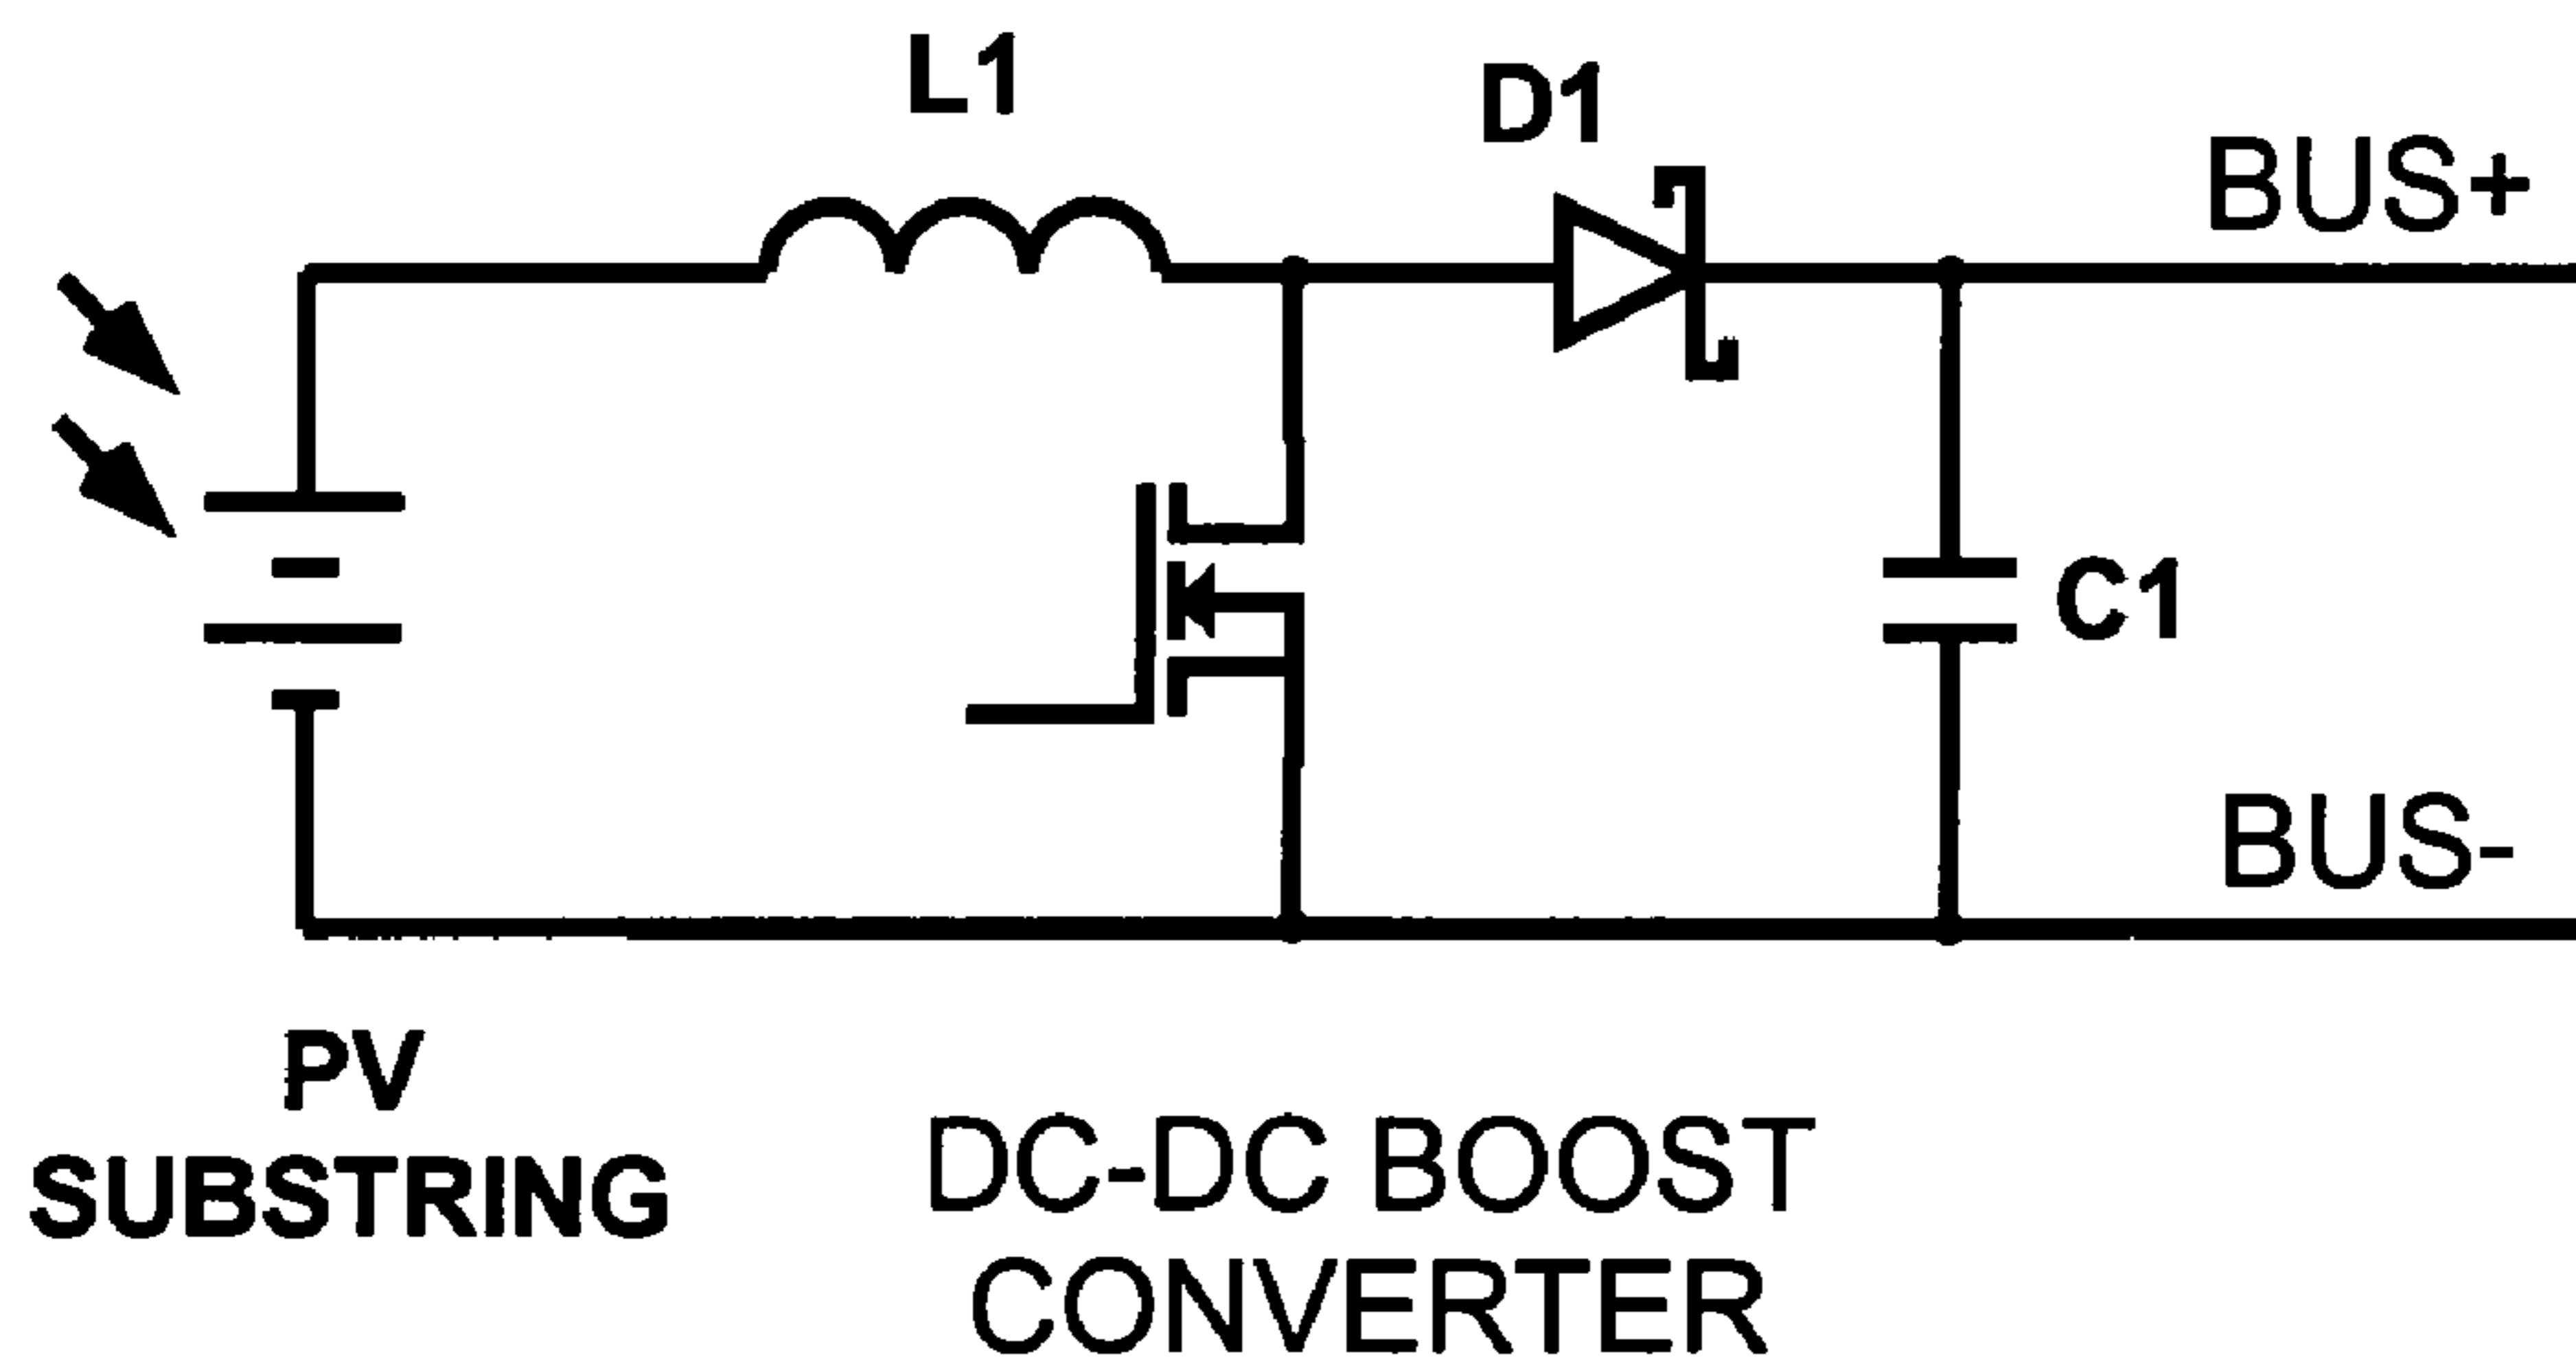 L1
D1
BUS+
C1
BUS-
PV
SUBSTRING
DC-DC BOOST
CONVERTER